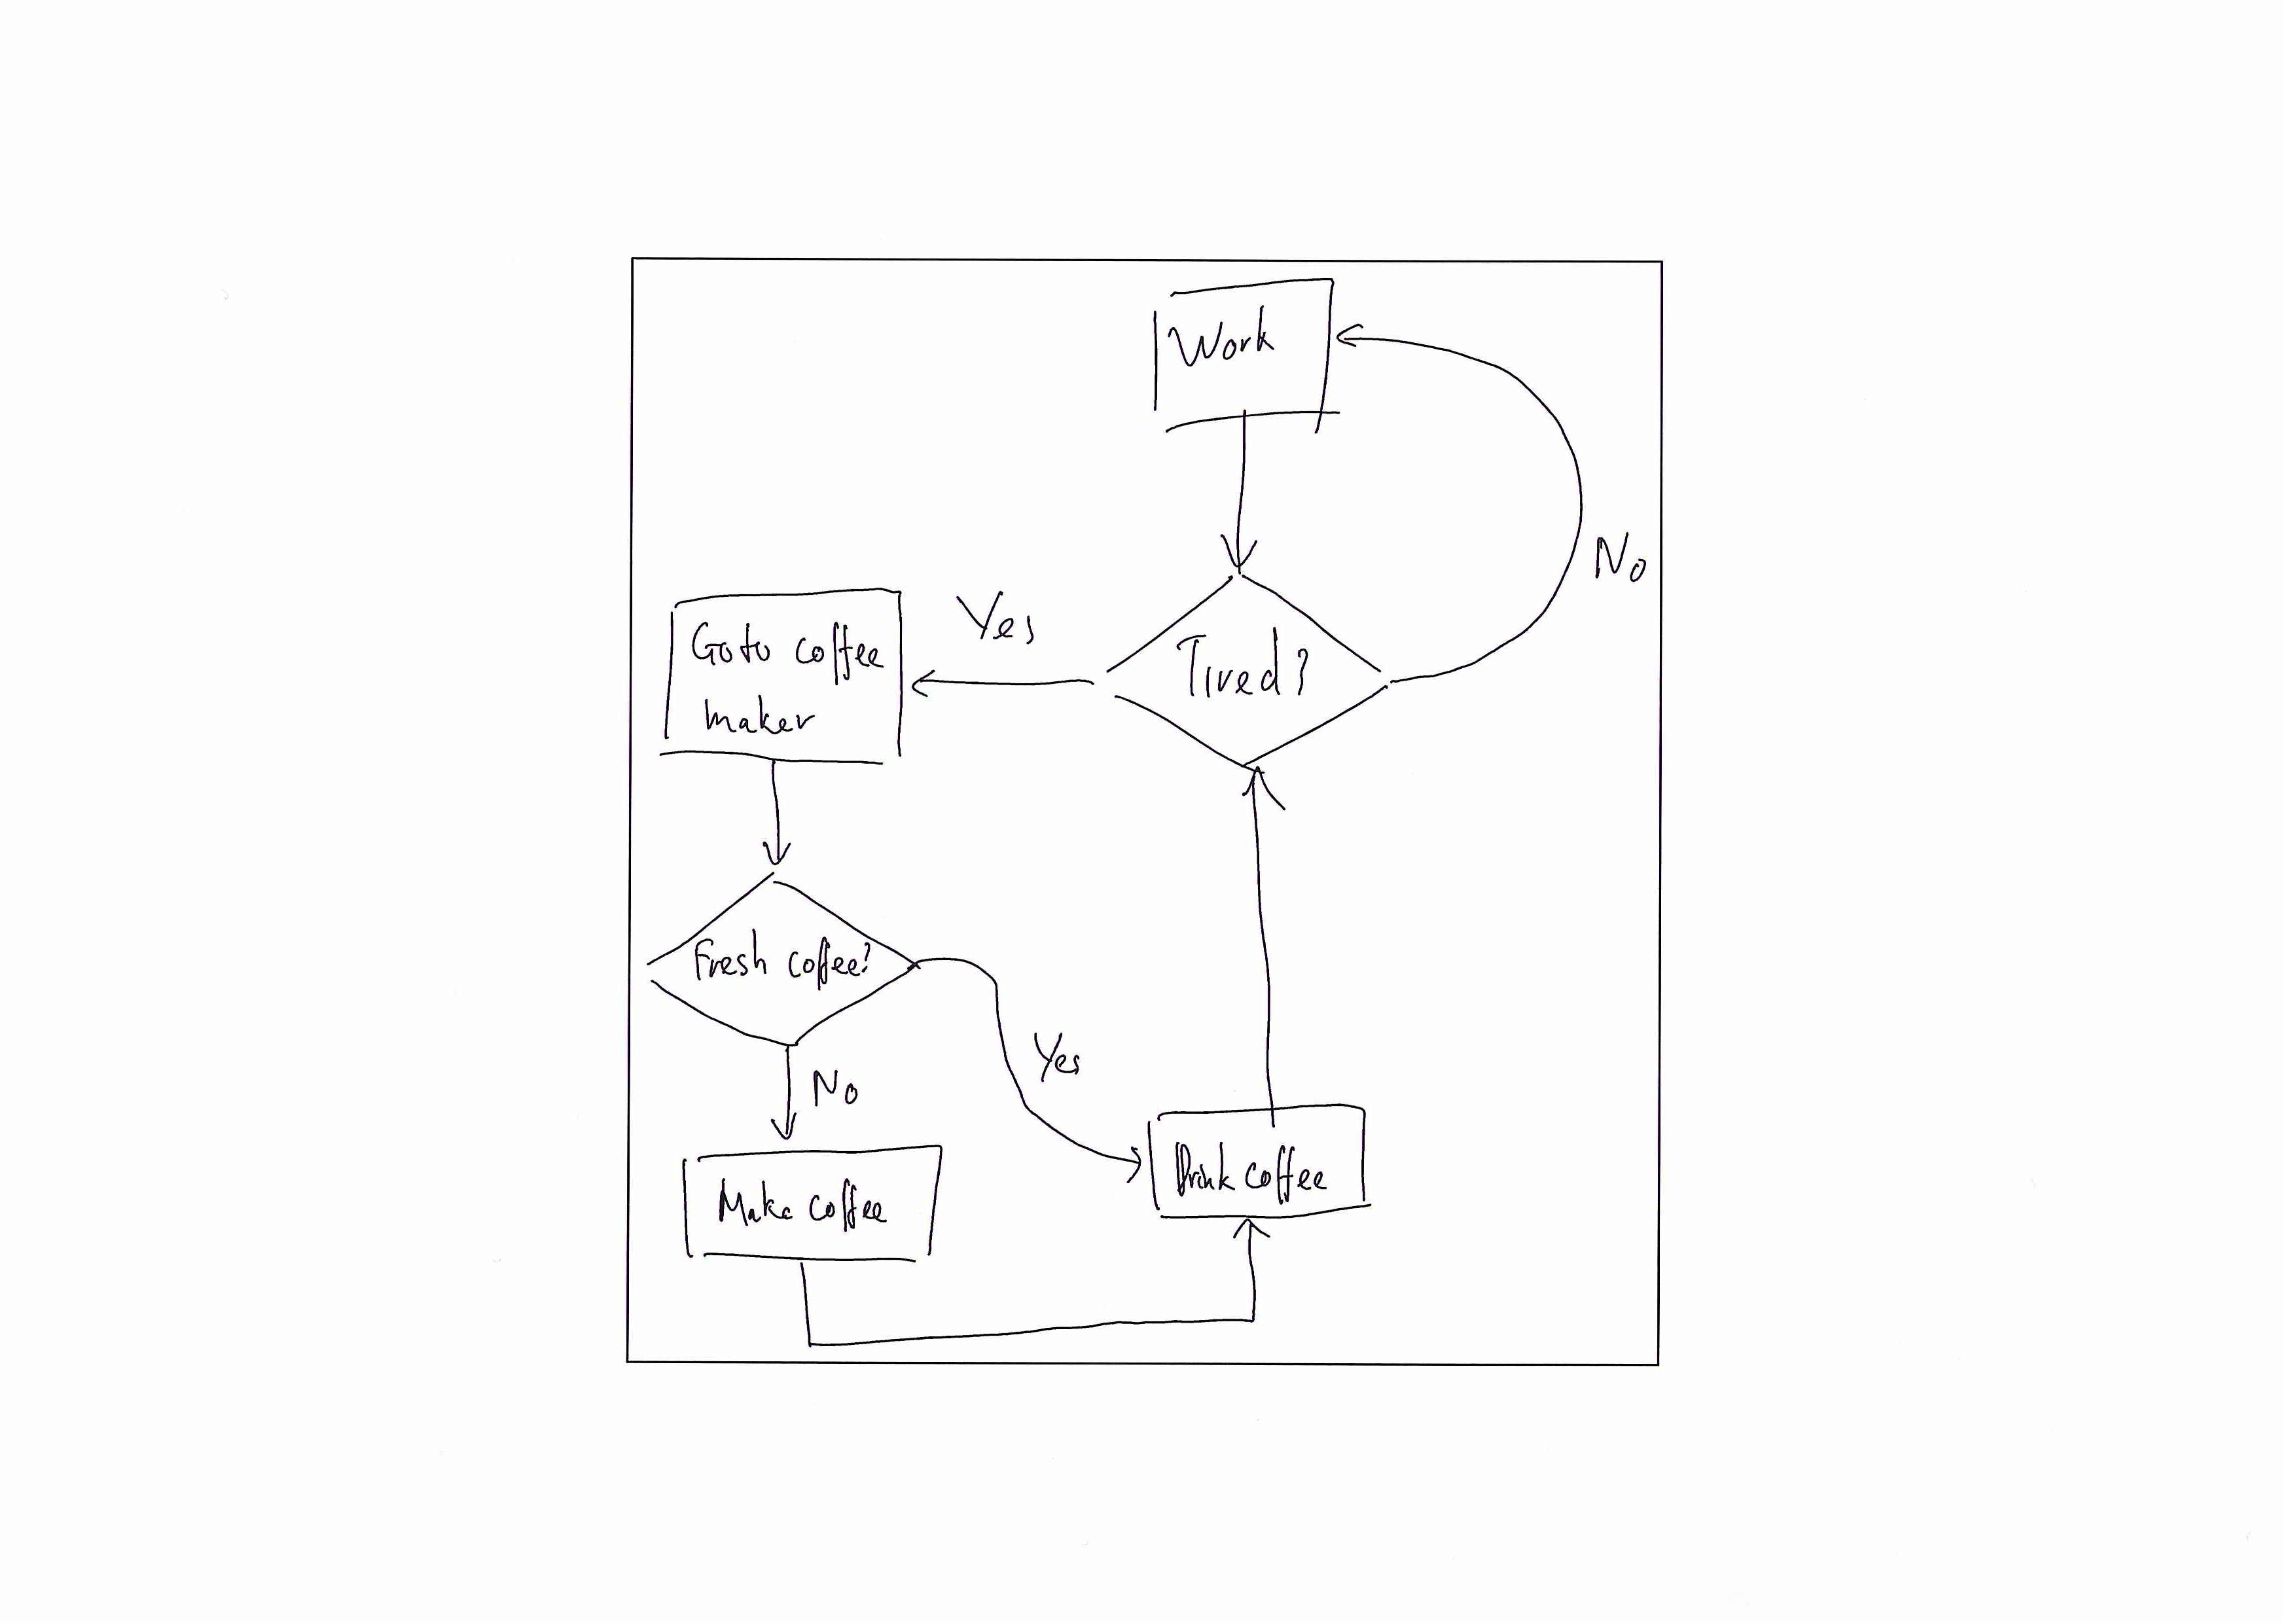 Work
No
Yes
Tired?
Goto coffee
maker
Fresh coffee?
Yes
No
Drink coffee
Make coffee